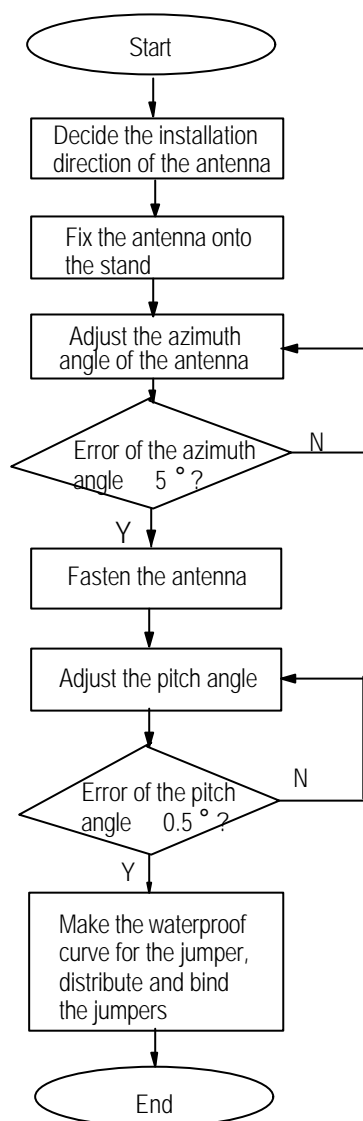 Start
Decide the installation
direction of the antenna
Fix the antenna onto
the stand
Adjust the azimuth
angle of the antenna
Error of the azimuth
angle 5 ° ?
N
Y
Fasten the antenna
Adjust the pitch angle
Error of the pitch
angle 0.5 ° ?
N
Y
Make the waterproof
curve for the jumper,
distribute and bind
the jumpers
End